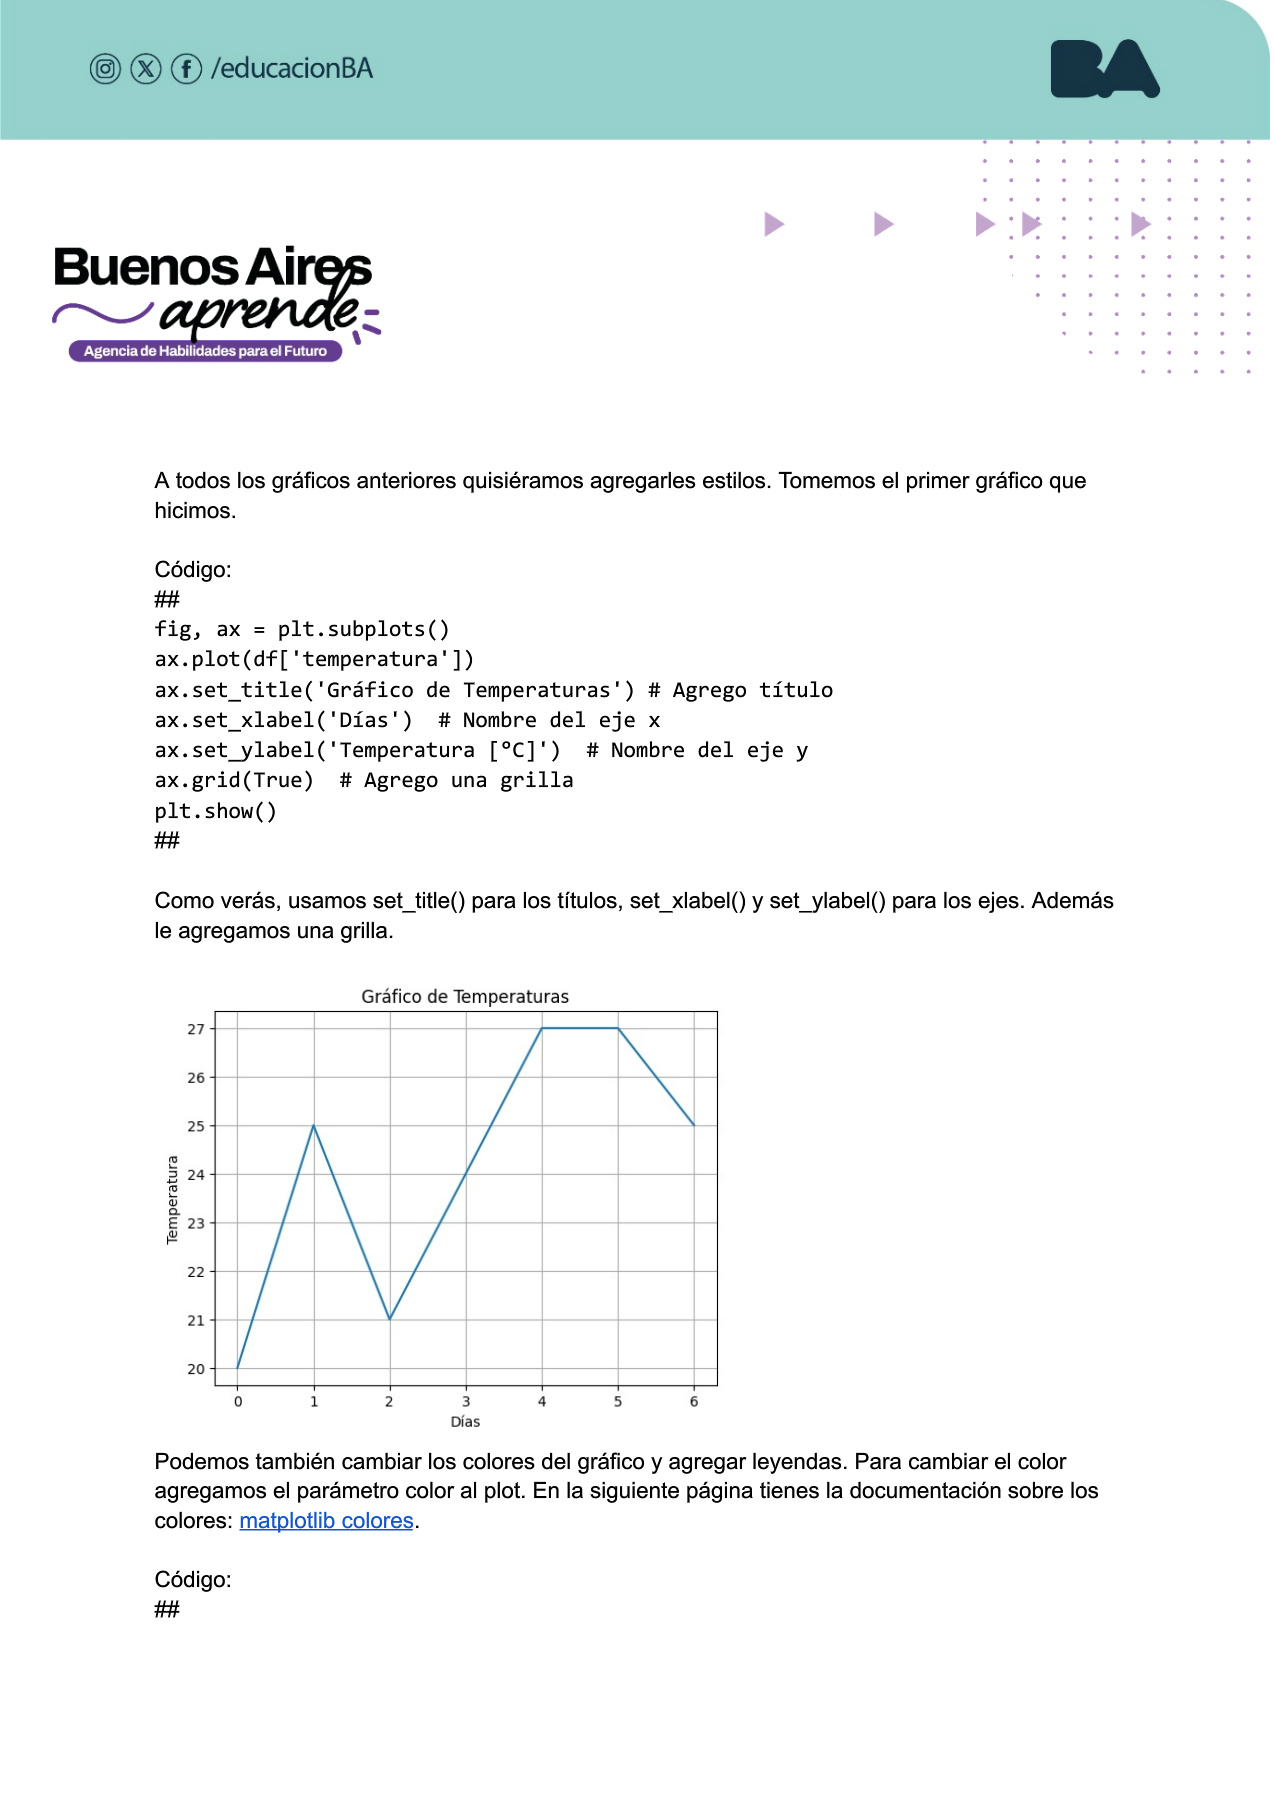 /educacionBA
BA
Buenos Aires
aprende
Agencia de Habilidades para el Futuro
A todos los gráficos anteriores quisiéramos agregarles estilos. Tomemos el primer gráfico que
hicimos.
Código:
##
fig, ax = plt.subplots()
ax.plot(df['temperatura'])
ax.set_title('Gráfico de Temperaturas') # Agrego título
ax.set_xlabel('Días')  # Nombre del eje x
ax.set_ylabel('Temperatura [°C]')  # Nombre del eje y
ax.grid(True)  # Agrego una grilla
plt.show()
##
Como verás, usamos set_title() para los títulos, set_xlabel() y set_ylabel() para los ejes. Además
le agregamos una grilla.
Gráfico de Temperaturas
27
26
25
24
23
22
21
20
Temperatura
0 1 2 3 4 5 6
Días
Podemos también cambiar los colores del gráfico y agregar leyendas. Para cambiar el color
agregamos el parámetro color al plot. En la siguiente página tienes la documentación sobre los
colores: matplotlib colores.
Código:
##